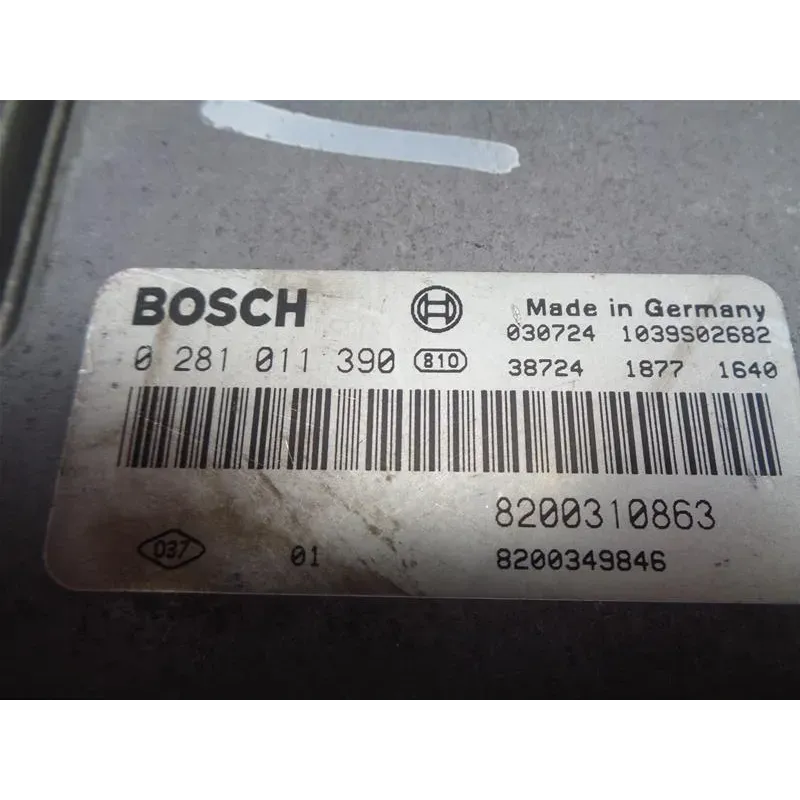 BOSCH
Made in Germany
030724 1039S02682
0 281 011 390 810
38724 1877 1640
8200310863
037 01 8200349846